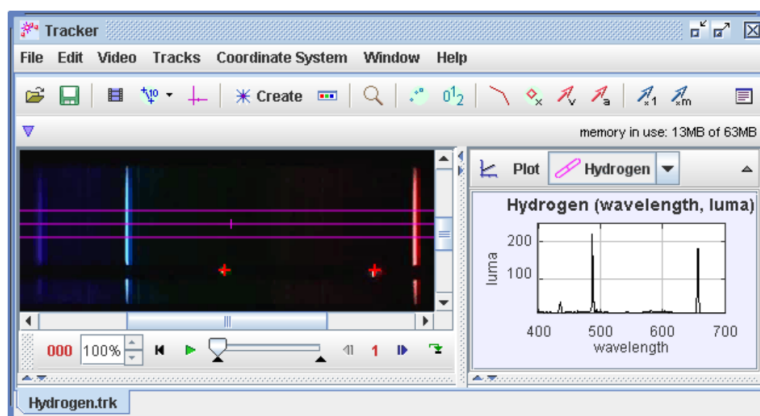 Tracker
File Edit Video Tracks Coordinate System Window Help
Create
memory in use: 13MB of 63MB
Plot Hydrogen
Hydrogen (wavelength, luma)
luma
200
100
400 500 600 700
wavelength
000 100% 1
Hydrogen.trk